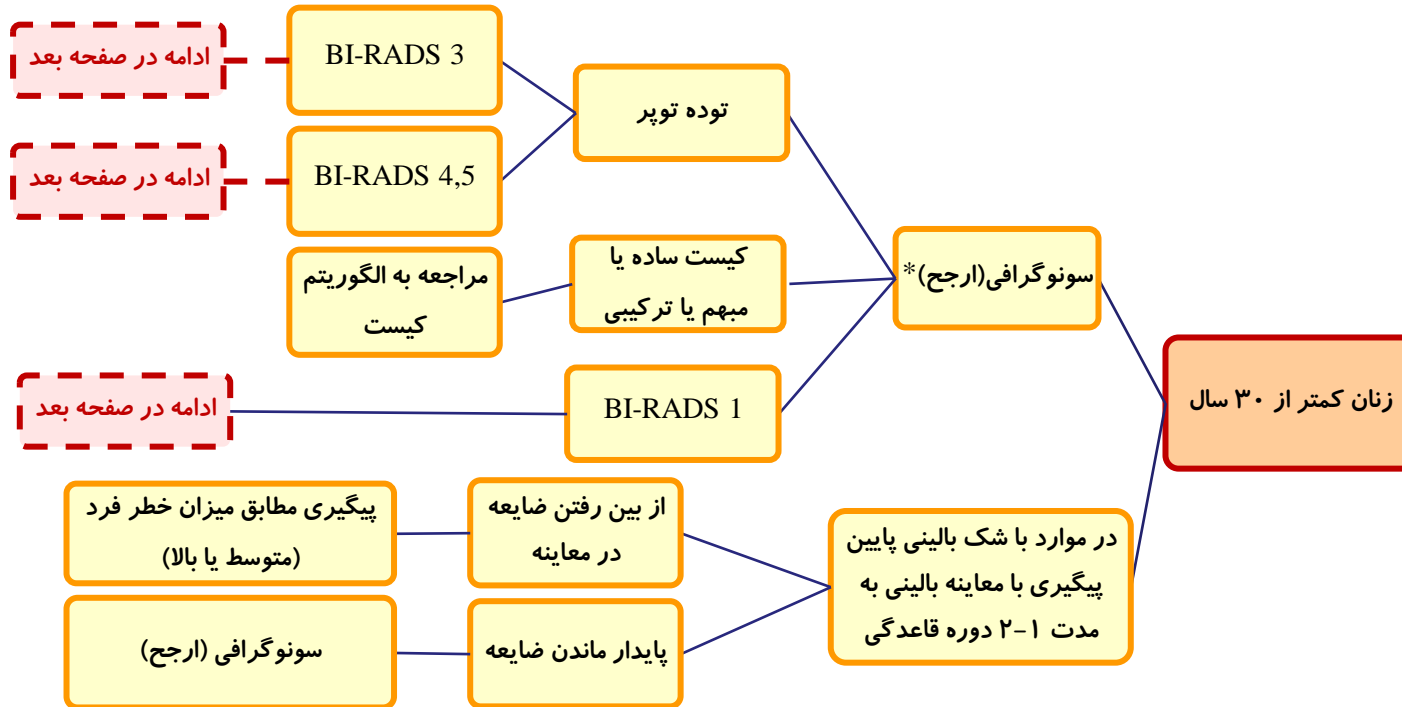 زنان کمتر از ۳۰ سال
سونوگرافی(ارجح)*
توده توپر
BI-RADS 3
ادامه در صفحه بعد
BI-RADS 4,5
ادامه در صفحه بعد
کیست ساده یا
مبهم یا ترکیبی
مراجعه به الگوریتم
کیست
BI-RADS 1
ادامه در صفحه بعد
در موارد با شک بالینی پایین
پیگیری با معاینه بالینی به
مدت ۱-۲ دوره قاعدگی
از بین رفتن ضایعه
در معاینه
پیگیری مطابق میزان خطر فرد
(متوسط یا بالا)
پایدار ماندن ضایعه
سونوگرافی (ارجح)